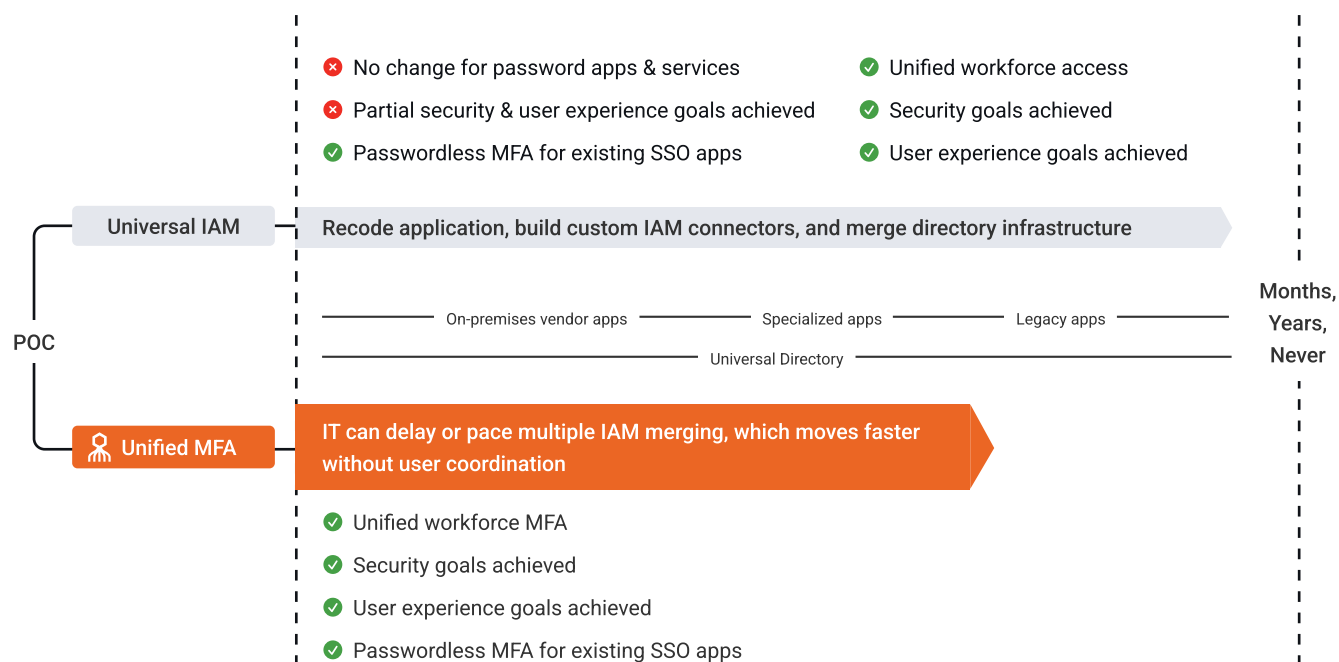 No change for password apps & services
Partial security & user experience goals achieved
Passwordless MFA for existing SSO apps
Unified workforce access
Security goals achieved
User experience goals achieved
Universal IAM
Recode application, build custom IAM connectors, and merge directory infrastructure
POC
On-premises vendor apps
Specialized apps
Legacy apps
Universal Directory
Months,
Years,
Never
Unified MFA
IT can delay or pace multiple IAM merging, which moves faster
without user coordination
Unified workforce MFA
Security goals achieved
User experience goals achieved
Passwordless MFA for existing SSO apps